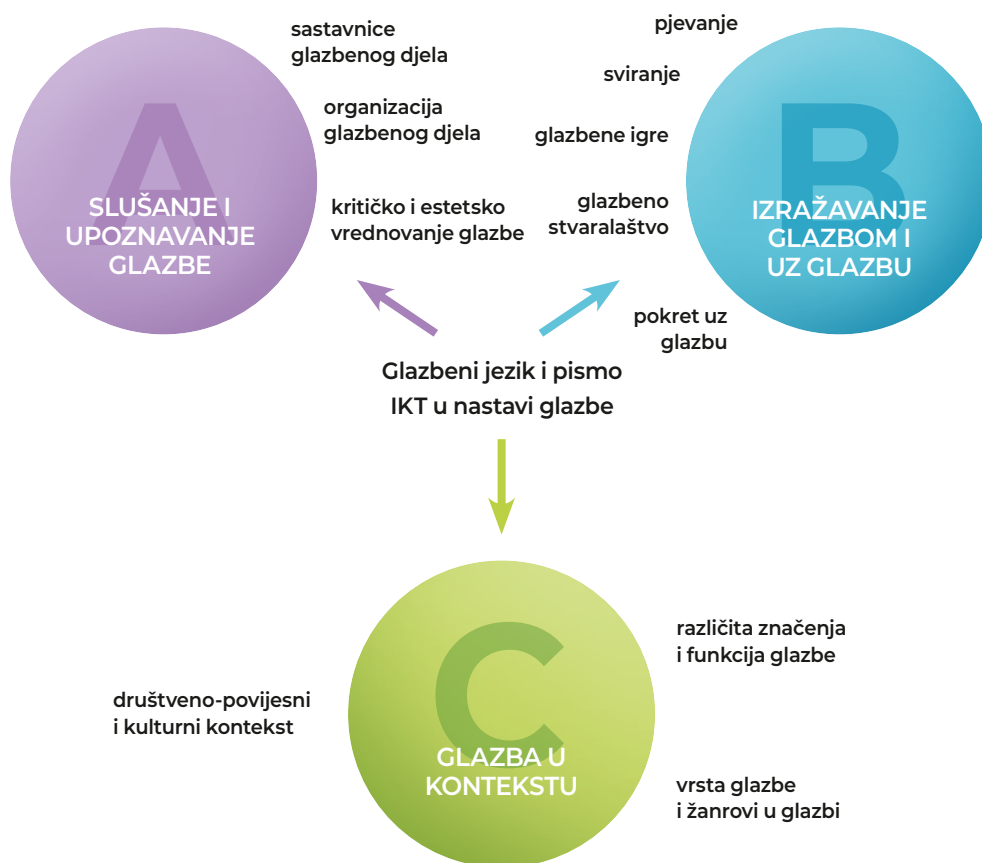 A
SLUŠANJE I
UPOZNAVANJE
GLAZBE
sastavnice
glazbenog djela
organizacija
glazbenog djela
kritičko i estetsko
vrednovanje glazbe
B
IZRAŽAVANJE
GLAZBOM I
UZ GLAZBU
pjevanje
sviranje
glazbene igre
glazbeno
stvaralaštvo
pokret uz
glazbu
Glazbeni jezik i pismo
IKT u nastavi glazbe
C
GLAZBA U
KONTEKSTU
društveno-povijesni
i kulturni kontekst
različita značenja
i funkcija glazbe
vrsta glazbe
i žanrovi u glazbi